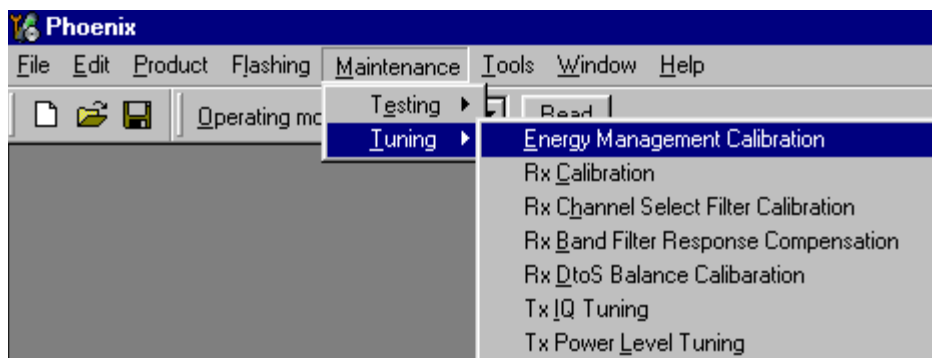 Phoenix
File Edit Product Flashing Maintenance Tools Window Help
Operating mo Read
Testing
Tuning
Energy Management Calibration
Rx Calibration
Rx Channel Select Filter Calibration
Rx Band Filter Response Compensation
Rx DtoS Balance Calibaration
Tx IQ Tuning
Tx Power Level Tuning